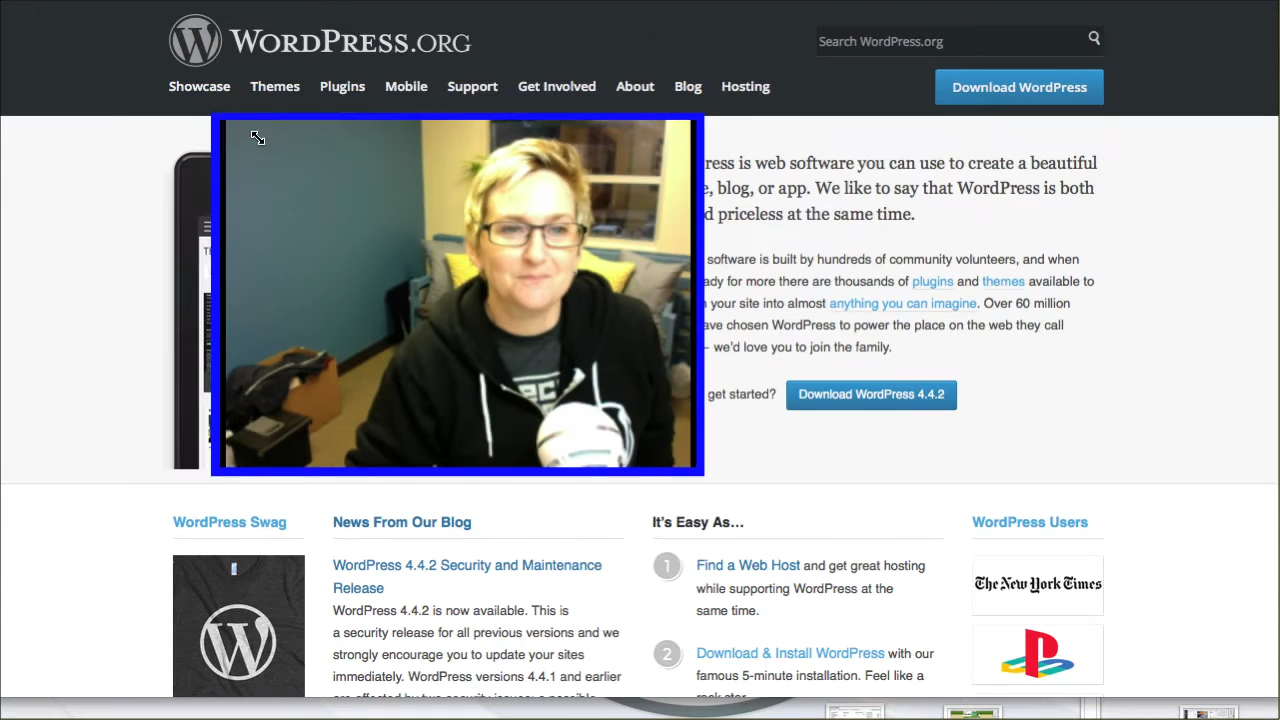 WORDPRESS.ORG
Search WordPress.org
Showcase Themes Plugins Mobile Support Get Involved About Blog Hosting
Download WordPress
ress is web software you can use to create a beautiful
e, blog, or app. We like to say that WordPress is both
d priceless at the same time.
software is built by hundreds of community volunteers, and when
ady for more there are thousands of plugins and themes available to
n your site into almost anything you can imagine. Over 60 million
ave chosen WordPress to power the place on the web they call
– we'd love you to join the family.
get started? Download WordPress 4.4.2
WordPress Swag
News From Our Blog
WordPress 4.4.2 Security and Maintenance
Release
WordPress 4.4.2 is now available. This is
a security release for all previous versions and we
strongly encourage you to update your sites
immediately. WordPress versions 4.4.1 and earlier
are affected by two security issues: a possible
It's Easy As…
1 Find a Web Host and get great hosting
while supporting WordPress at the
same time.
2 Download & Install WordPress with our
famous 5-minute installation. Feel like a
rock star.
WordPress Users
The New York Times